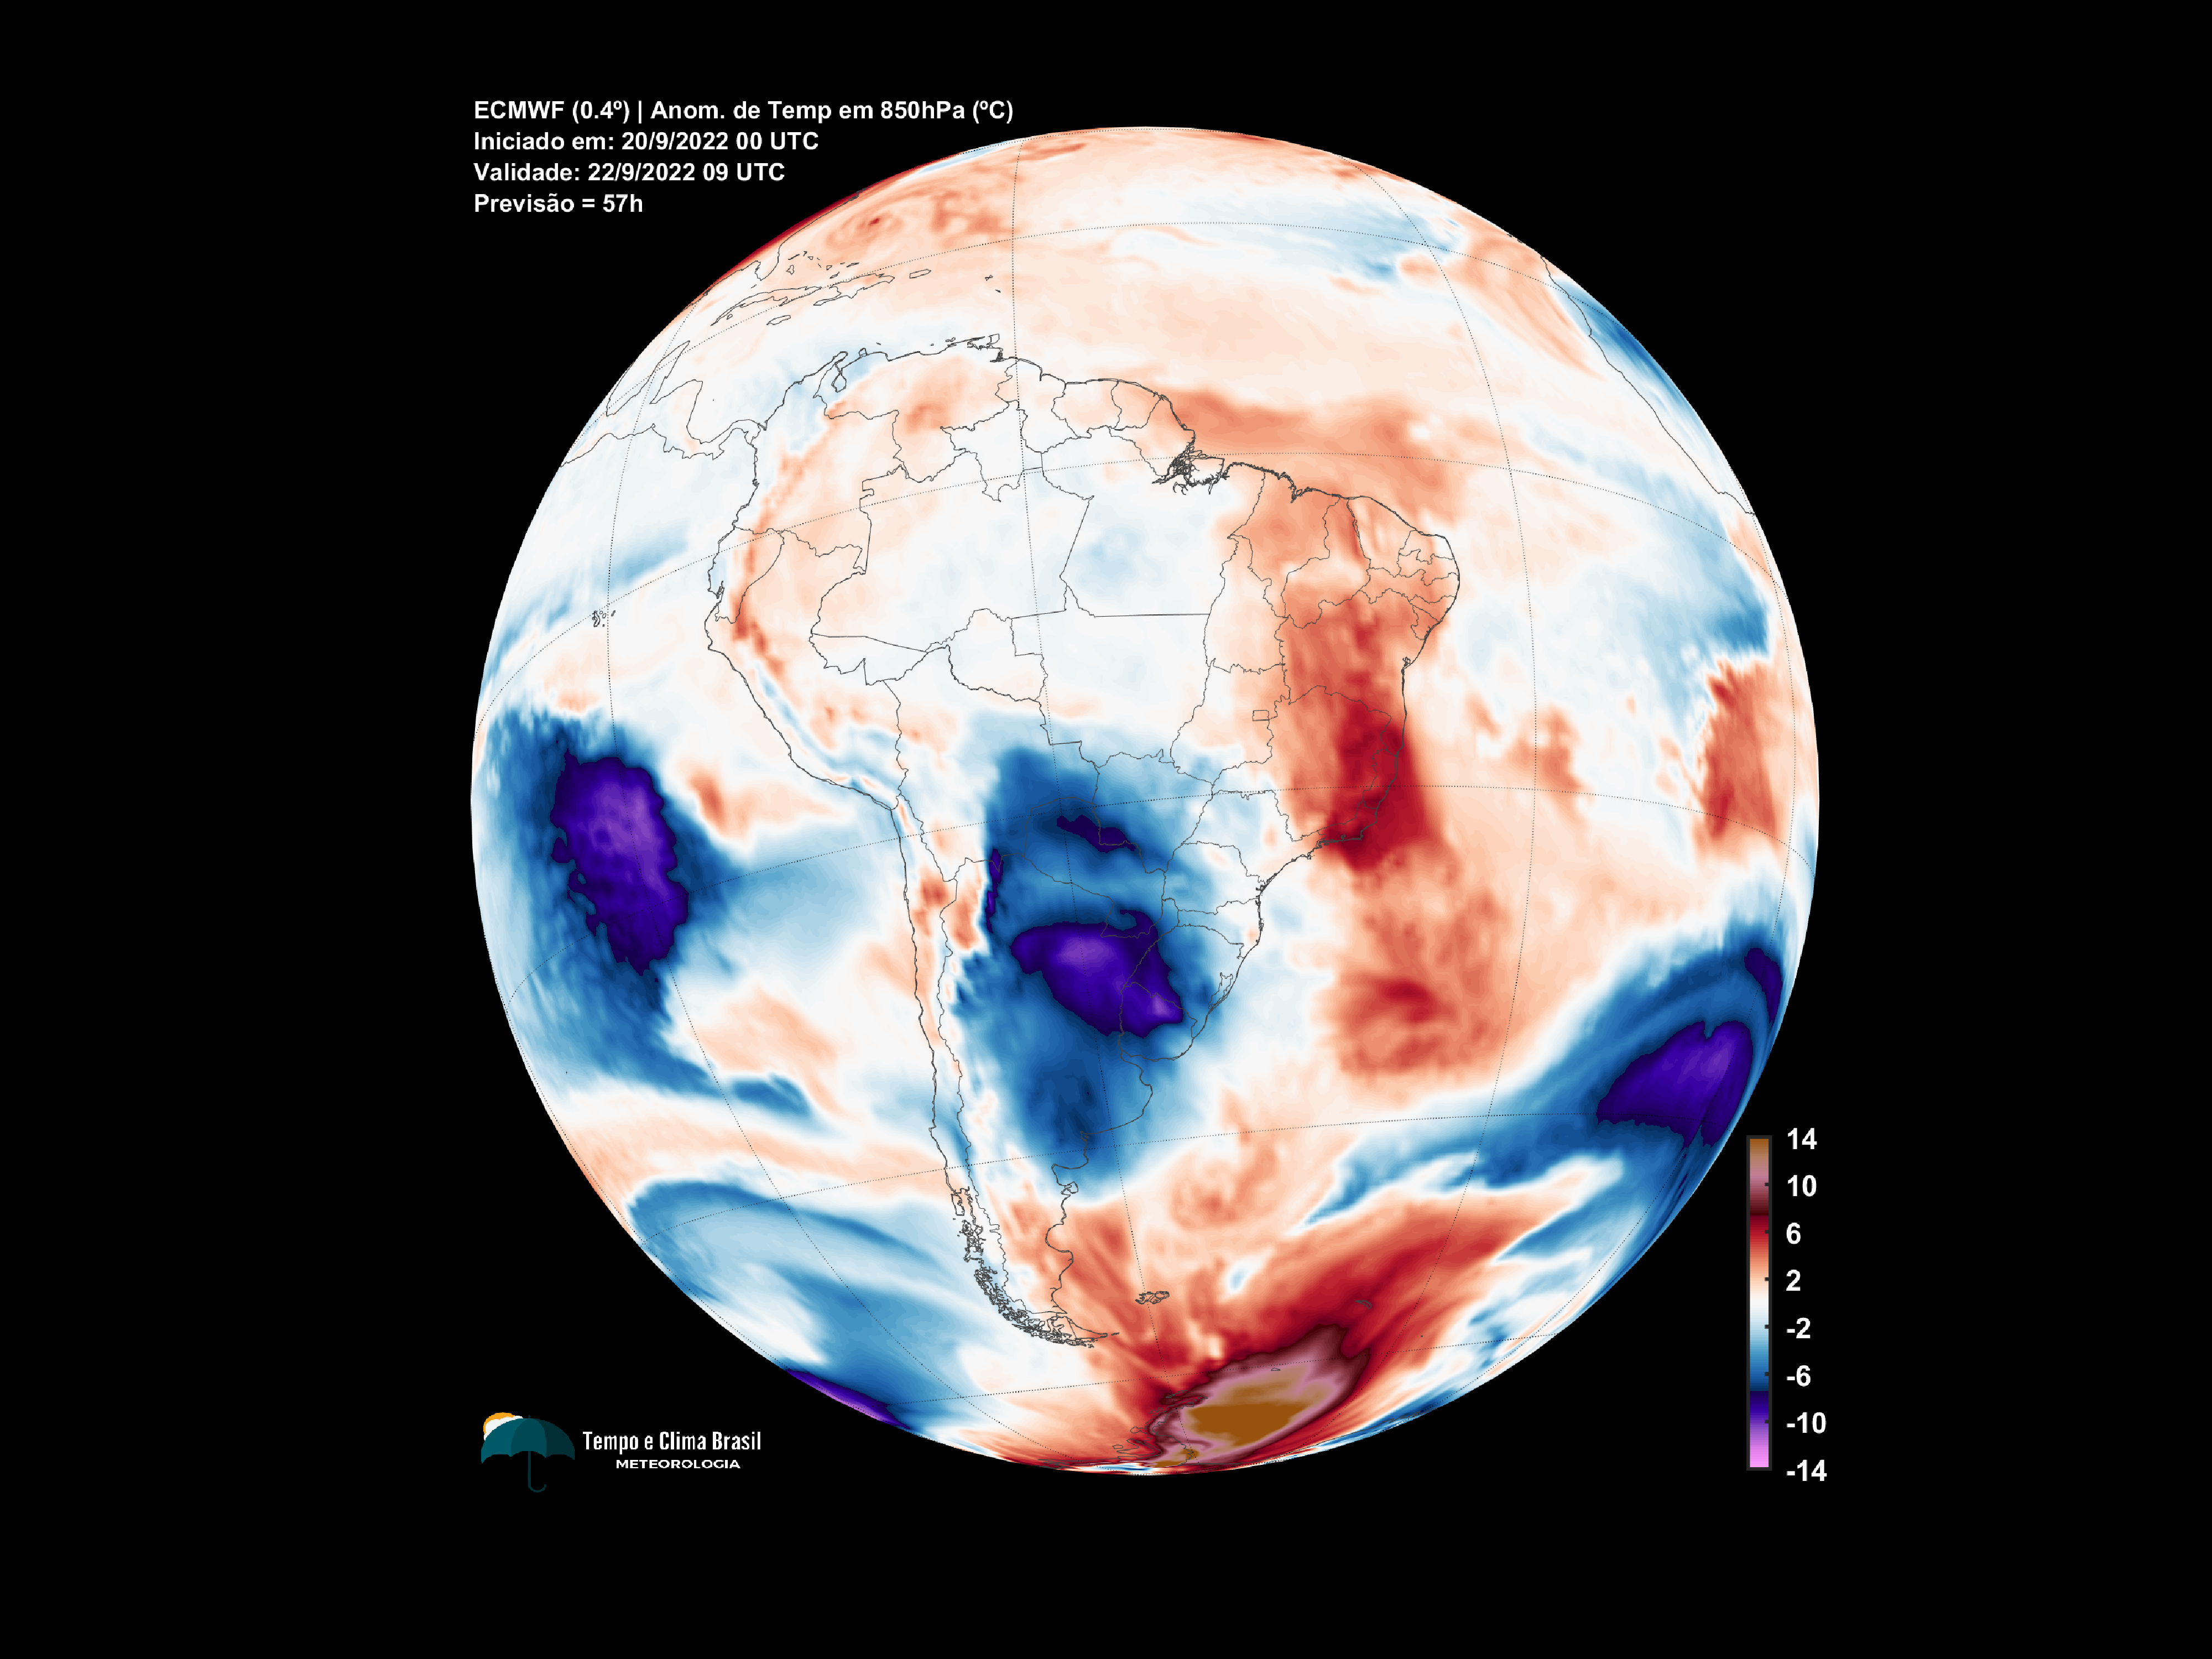 ECMWF (0.4º) | Anom. de Temp em 850hPa (ºC)
Iniciado em: 20/9/2022 00 UTC
Validade: 22/9/2022 09 UTC
Previsão = 57h
14
10
6
2
-2
-6
-10
-14
Tempo e Clima Brasil
METEOROLOGIA